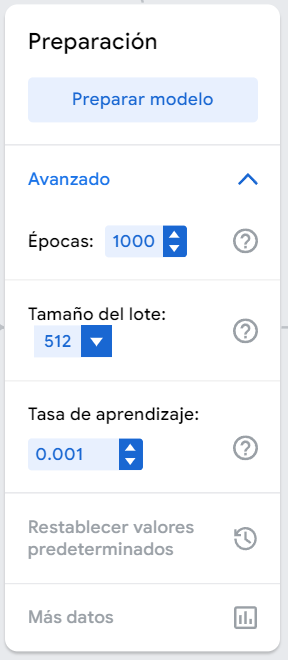 Preparación
Preparar modelo
Avanzado
Épocas: 1000
Tamaño del lote:
512
Tasa de aprendizaje:
0.001
Restablecer valores
predeterminados
Más datos